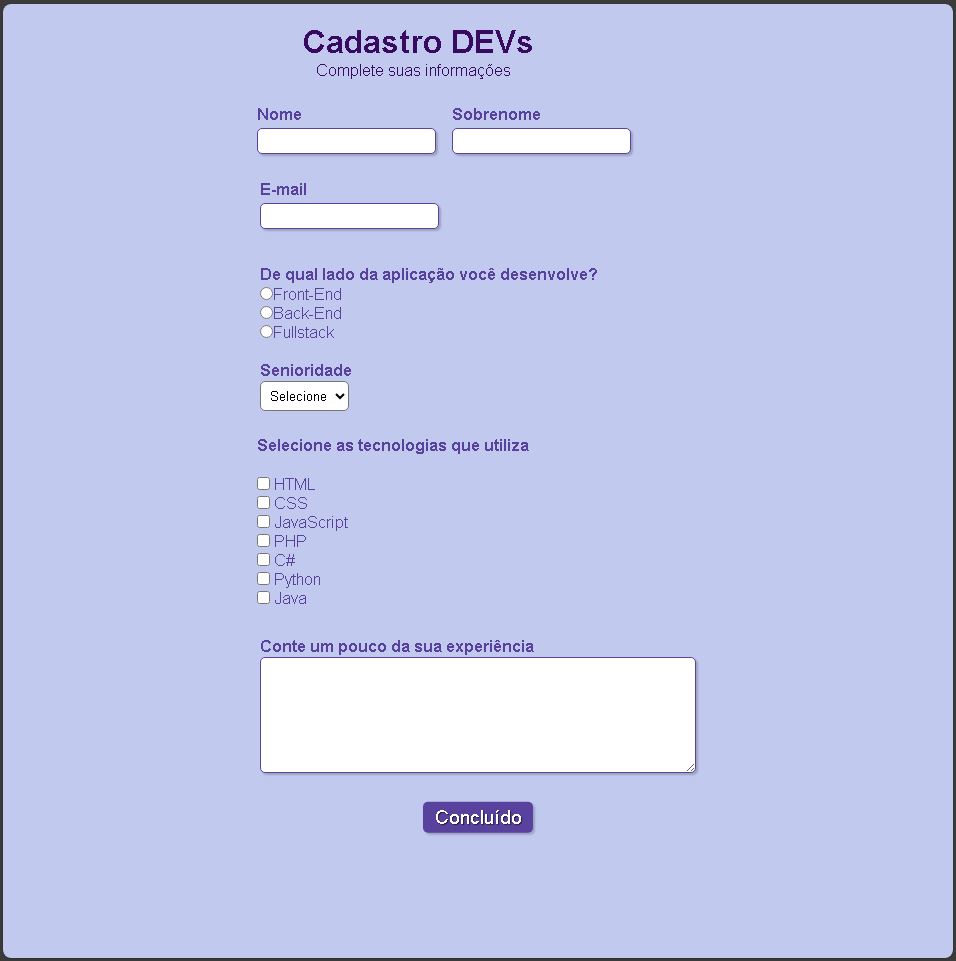 Cadastro DEVs
Complete suas informações
Nome Sobrenome
E-mail
De qual lado da aplicação você desenvolve?
Front-End
Back-End
Fullstack
Senioridade
Selecione
Selecione as tecnologias que utiliza
HTML
CSS
JavaScript
PHP
C#
Python
Java
Conte um pouco da sua experiência
Concluído